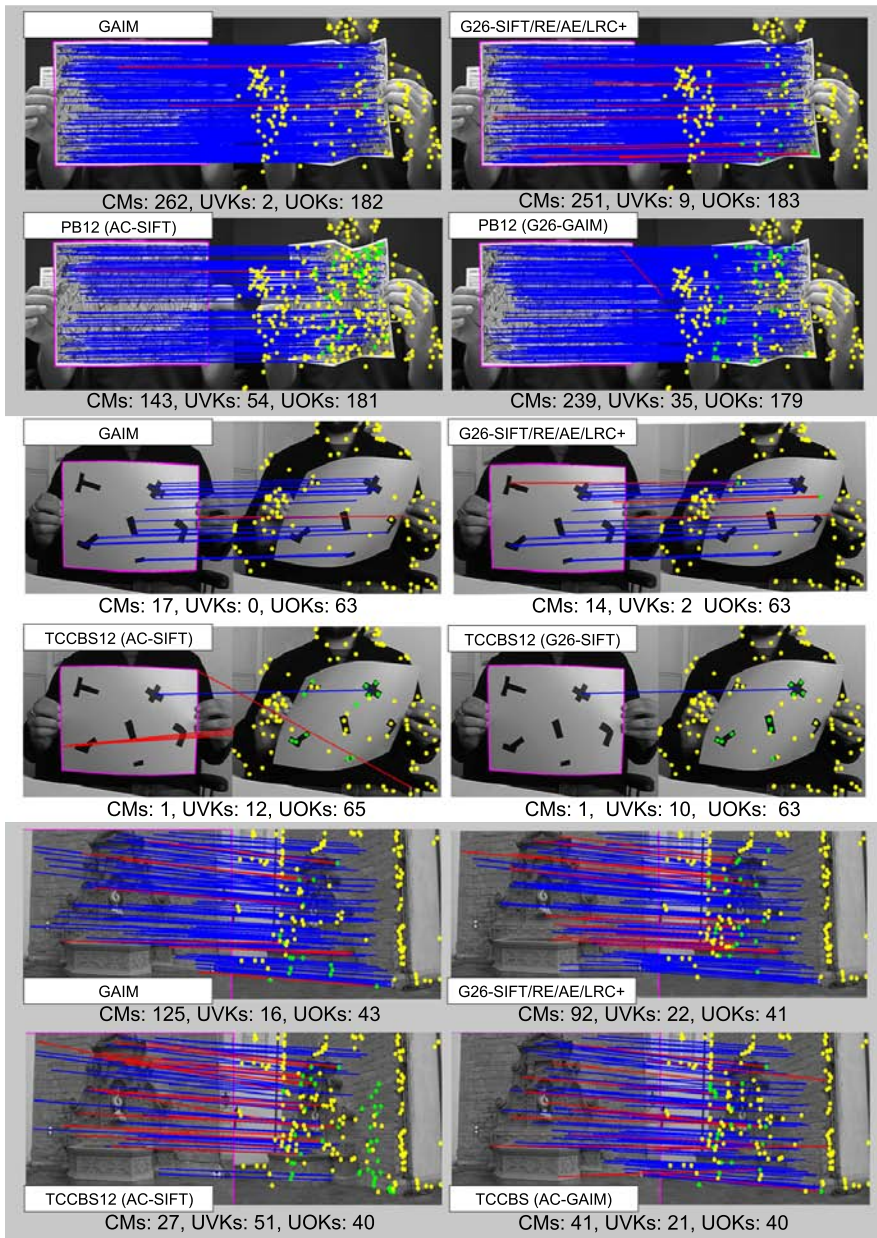 GAIM
G26-SIFT/RE/AE/LRC+
CMs: 262, UVKs: 2, UOKs: 182
CMs: 251, UVKs: 9, UOKs: 183
PB12 (AC-SIFT)
PB12 (G26-GAIM)
CMs: 143, UVKs: 54, UOKs: 181
CMs: 239, UVKs: 35, UOKs: 179
GAIM
G26-SIFT/RE/AE/LRC+
CMs: 17, UVKs: 0, UOKs: 63
CMs: 14, UVKs: 2 UOKs: 63
TCCBS12 (AC-SIFT)
TCCBS12 (G26-SIFT)
CMs: 1, UVKs: 12, UOKs: 65
CMs: 1, UVKs: 10, UOKs: 63
GAIM
G26-SIFT/RE/AE/LRC+
CMs: 125, UVKs: 16, UOKs: 43
CMs: 92, UVKs: 22, UOKs: 41
TCCBS12 (AC-SIFT)
TCCBS (AC-GAIM)
CMs: 27, UVKs: 51, UOKs: 40
CMs: 41, UVKs: 21, UOKs: 40